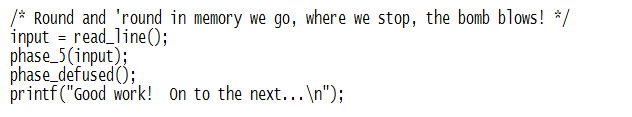 /* Round and 'round in memory we go, where we stop, the bomb blows! */
input = read_line();
phase_5(input);
phase_defused();
printf("Good work!  On to the next...\n");